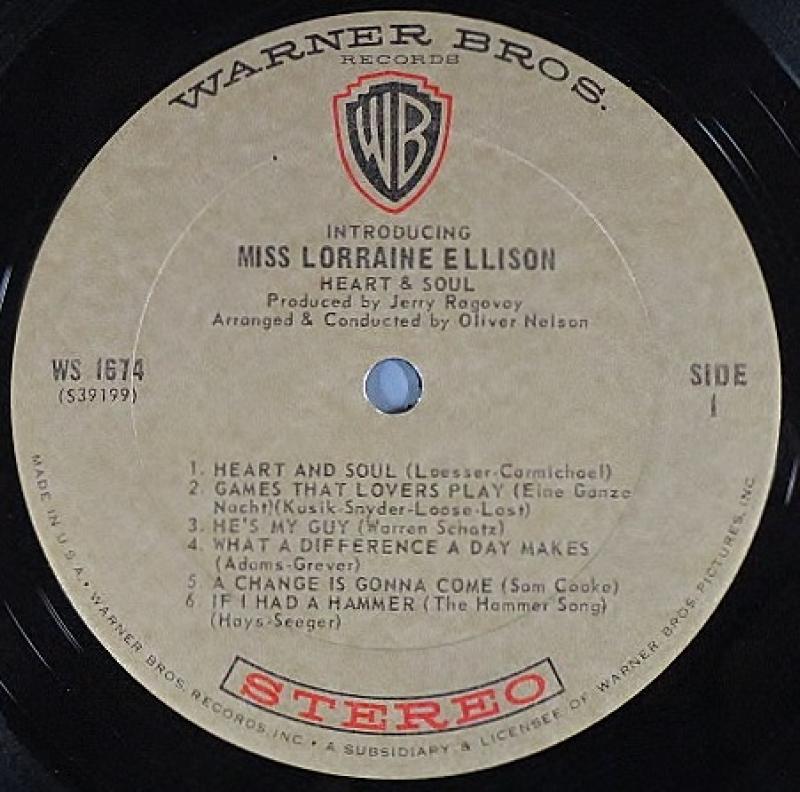 WARNER BROS.
RECORDS
WB
INTRODUCING
MISS LORRAINE ELLISON
HEART & SOUL
Produced by Jerry Ragovoy
Arranged & Conducted by Oliver Nelson
WS 1674
(S39199)
SIDE
1
1. HEART AND SOUL (Loesser-Carmichael)
2. GAMES THAT LOVERS PLAY (Eine Ganze
Nacht)(Kusik-Snyder-Loose-Last)
3. HE'S MY GUY (Warren Schatz)
4. WHAT A DIFFERENCE A DAY MAKES
(Adams-Grever)
5 A CHANGE IS GONNA COME (Sam Cooke)
6 IF I HAD A HAMMER (The Hammer Song)
(Hays-Seeger)
STEREO
MADE IN U.S.A. • WARNER BROS. RECORDS, INC. • A SUBSIDIARY & LICENSEE OF WARNER BROS. PICTURES, INC.